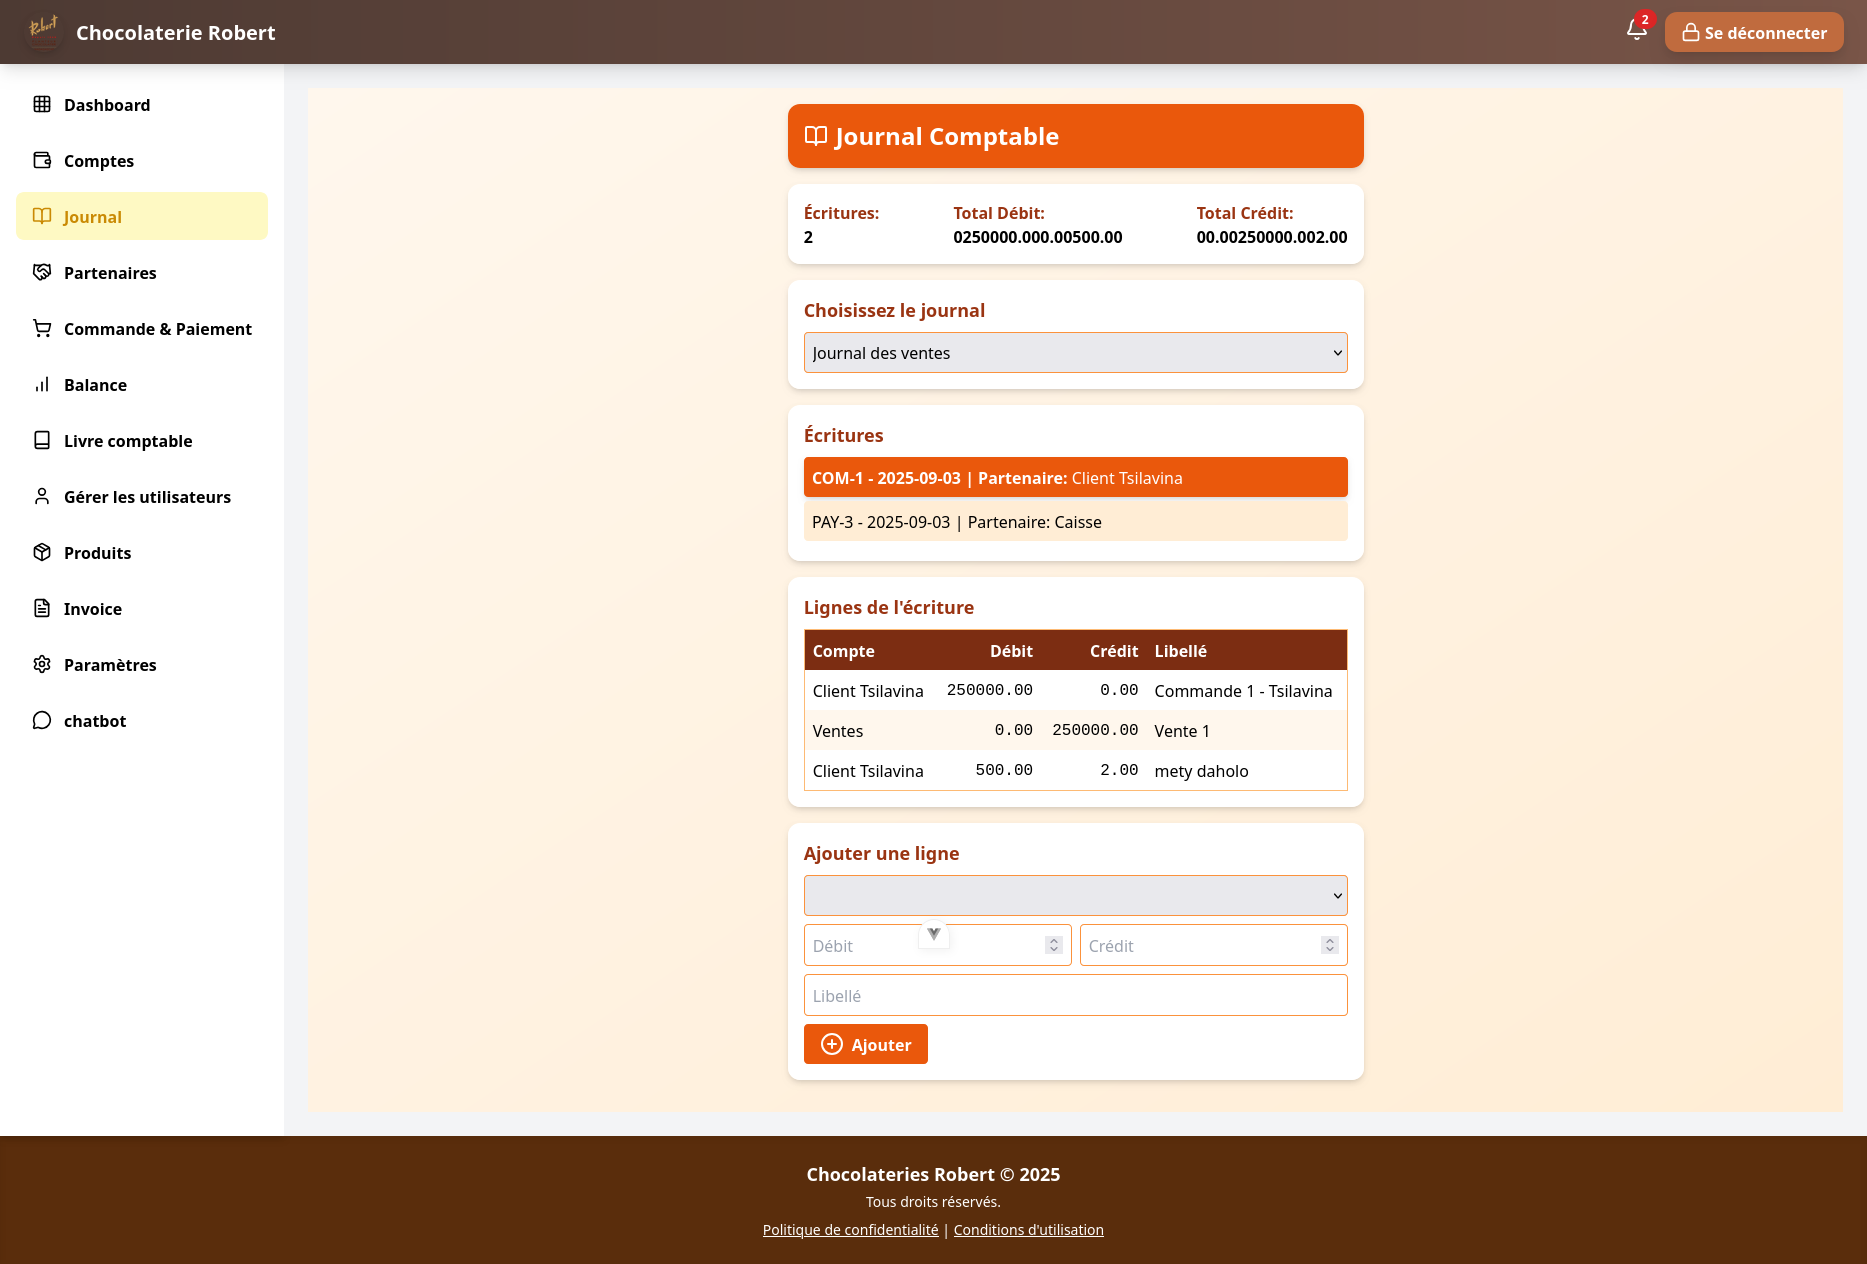 Robert
Chocolaterie Robert
2
Se déconnecter
Dashboard
Comptes
Journal
Partenaires
Commande & Paiement
Balance
Livre comptable
Gérer les utilisateurs
Produits
Invoice
Paramètres
chatbot
Journal Comptable
Écritures: Total Débit: Total Crédit:
2 0250000.000.00500.00 00.00250000.002.00
Choisissez le journal
Journal des ventes
Écritures
COM-1 - 2025-09-03 | Partenaire: Client Tsilavina
PAY-3 - 2025-09-03 | Partenaire: Caisse
Lignes de l'écriture
Compte Débit Crédit Libellé
Client Tsilavina 250000.00 0.00 Commande 1 - Tsilavina
Ventes 0.00 250000.00 Vente 1
Client Tsilavina 500.00 2.00 mety daholo
Ajouter une ligne
Débit Crédit
Libellé
Ajouter
Chocolateries Robert © 2025
Tous droits réservés.
Politique de confidentialité | Conditions d'utilisation